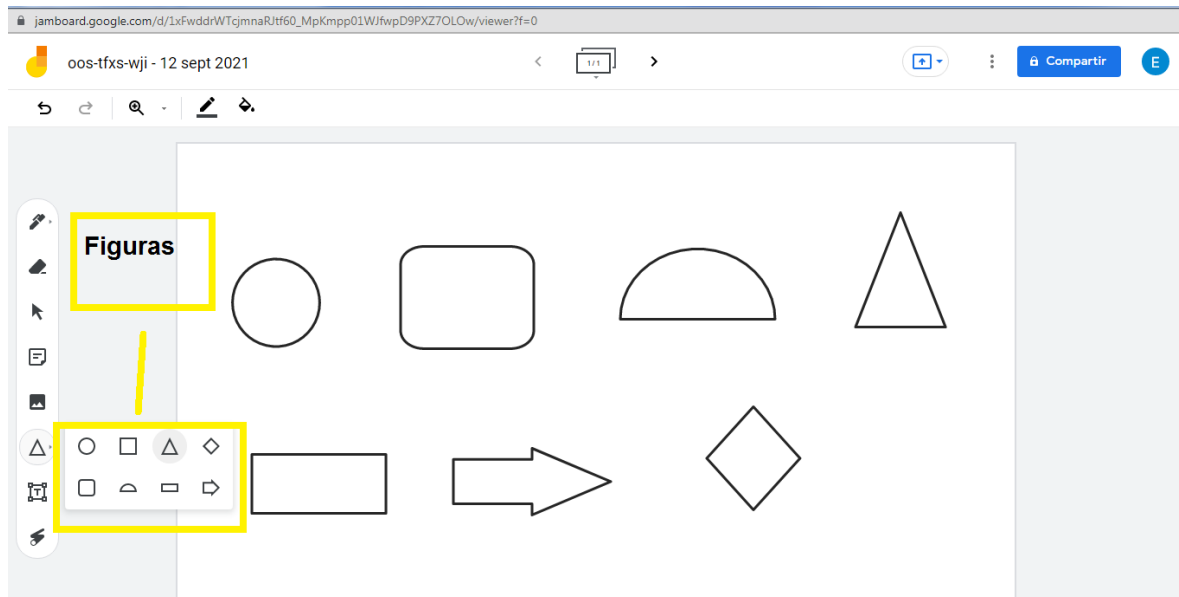 jamboard.google.com/d/1xFwddrWTcjmnaRJtf60_MpKmpp01WJfwpD9PXZ7OLOw/viewer?f=0
oos-tfxs-wji - 12 sept 2021
1/1
Compartir
E
Figuras
T